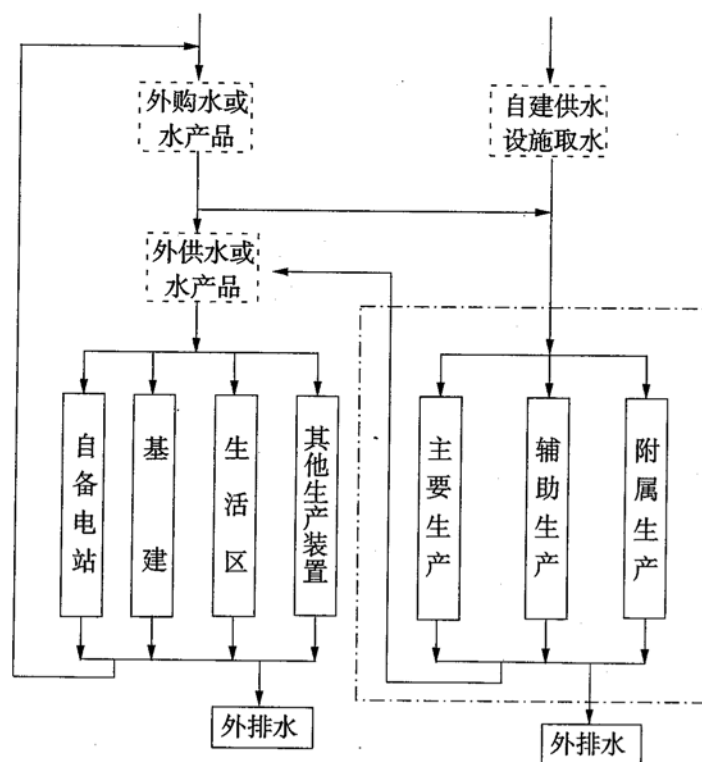 外购水或
水产品
自建供水
设施取水
外供水或
水产品
自备电站
基建
生活区
其他生产装置
主要生产
辅助生产
附属生产
外排水
外排水